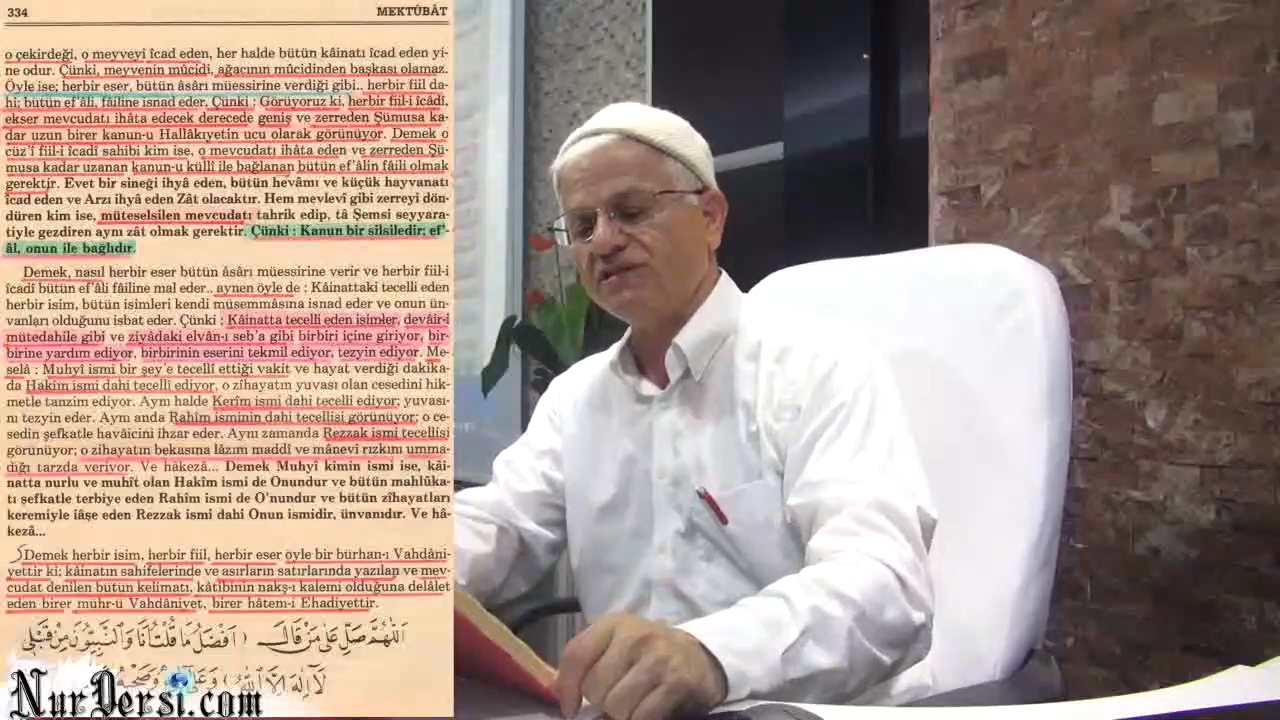 334 MEKTÛBÂT
o çekirdeği, o meyveyi îcad eden, her halde bütün kâinatı îcad eden yi-
ne odur. Çünki, meyvenin mûcidi, ağacının mûcidinden başkası olamaz.
Öyle ise; herbir eser, bütün âsârı müessirine verdiği gibi.. herbir fiil da-
hi; bütün ef'âli, fâiline isnad eder. Çünki : Görüyoruz ki, herbir fiil-i îcâdî,
ekser mevcudatı ihâta edecek derecede geniş ve zerreden Şümusa ka-
dar uzun birer kanun-u Hallâkıyetin ucu olarak görünüyor. Demek o
cüz'î fiil-i îcadî sahibi kim ise, o mevcudatı ihâta eden ve zerreden Şü-
musa kadar uzanan kanun-u küllî ile bağlanan bütün ef'âlin fâili olmak
gerektir. Evet bir sineği ihyâ eden, bütün hevâmı ve küçük hayvanatı
îcad eden ve Arzı ihyâ eden Zât olacaktır. Hem mevlevî gibi zerreyi dön-
düren kim ise, müteselsilen mevcudatı tahrik edip, tâ Şemsi seyyara-
tiyle gezdiren aynı zât olmak gerektir. Çünki : Kanun bir silsiledir; ef'-
âl, onun ile bağlıdır.
Demek, nasıl herbir eser bütün âsârı müessirine verir ve herbir fiil-i
îcadî bütün ef'âli fâiline mal eder.. aynen öyle de : Kâinattaki tecelli eden
herbir isim, bütün isimleri kendi müsemmâsına isnad eder ve onun ün-
vanları olduğunu isbat eder. Çünki : Kâinatta tecelli eden isimler, devâir-i
mütedahile gibi ve ziyâdaki elvân-ı seb'a gibi birbiri içine giriyor, bir-
birine yardım ediyor, birbirinin eserini tekmil ediyor, tezyin ediyor. Me-
selâ : Muhyî ismi bir şey'e tecelli ettiği vakit ve hayat verdiği dakika-
da Hakîm ismi dahi tecelli ediyor, o zîhayatın yuvası olan cesedini hik-
metle tanzim ediyor. Aynı halde Kerîm ismi dahi tecelli ediyor; yuvası-
nı tezyin eder. Aynı anda Rahîm isminin dahi tecellisi görünüyor; o ce-
sedin şefkatle havâicini ihzar eder. Aynı zamanda Rezzak ismi tecellisi
görünüyor; o zîhayatın bekasına lâzım maddî ve mânevî rızkını umma-
dığı tarzda veriyor. Ve hâkezâ... Demek Muhyî kimin ismi ise, kâi-
natta nurlu ve muhît olan Hakîm ismi de Onundur ve bütün mahlûka-
tı şefkatle terbiye eden Rahîm ismi de O'nundur ve bütün zîhayatları
keremiyle iâşe eden Rezzak ismi dahi Onun ismidir, ünvanıdır. Ve hâ-
kezâ...
Demek herbir isim, herbir fiil, herbir eser öyle bir bürhan-ı Vahdâni-
yettir ki; kâinatın sahifelerinde ve asırların satırlarında yazılan ve mev-
cudat denilen bütün kelimatı, kâtibinin nakş-ı kalemi olduğuna delâlet
eden birer mühr-ü Vahdâniyet, birer hâtem-i Ehadiyettir.
اَللّٰهُمَّ صَلِّ عَلٰى مَنْ قَالَ ( اَفْضَلُ مَا قُلْتُ اَنَا وَالنَّبِيُّونَ مِنْ قَبْلِى
لَآ اِلٰهَ اِلَّا اللّٰهُ )
NurDersi.com